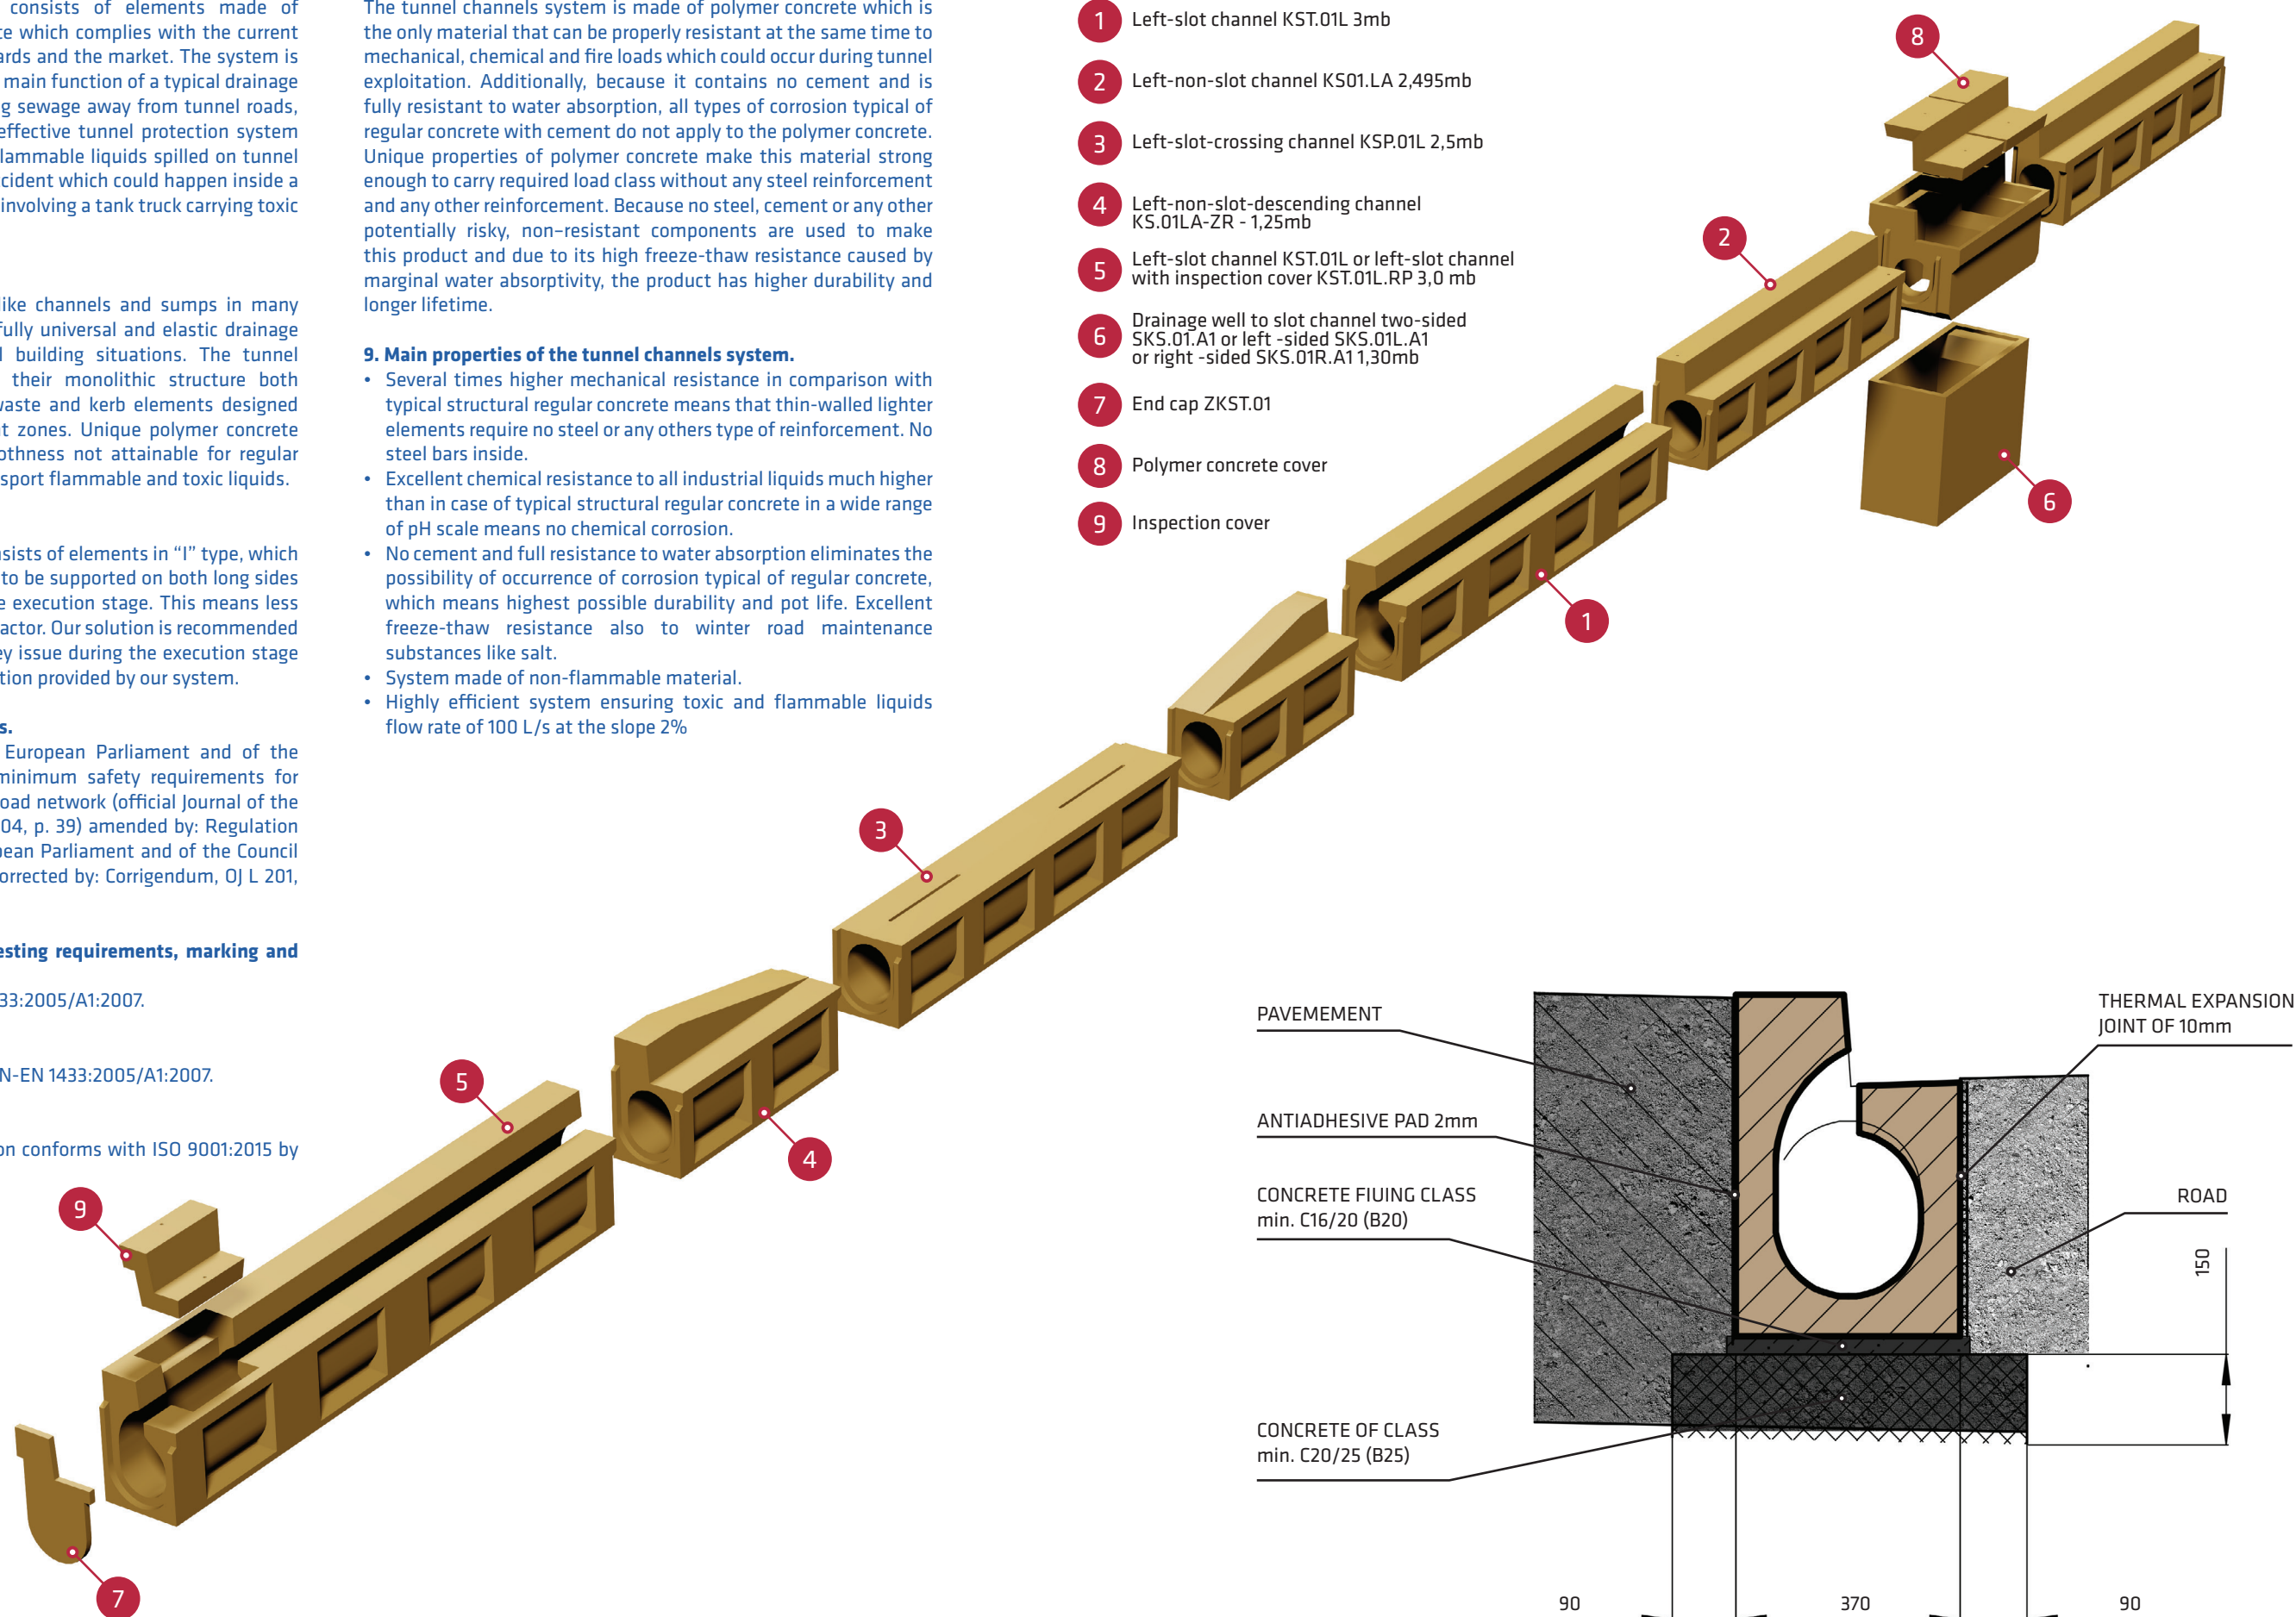 consists of elements made of
which complies with the current
and the market. The system is
main function of a typical drainage
sewage away from tunnel roads,
effective tunnel protection system
flammable liquids spilled on tunnel
which could happen inside a
involving a tank truck carrying toxic
like channels and sumps in many
fully universal and elastic drainage
building situations. The tunnel
their monolithic structure both
waste and kerb elements designed
zones. Unique polymer concrete
not attainable for regular
flammable and toxic liquids.
of elements in “I” type, which
to be supported on both long sides
execution stage. This means less
Our solution is recommended
issue during the execution stage
provided by our system.
European Parliament and of the
minimum safety requirements for
network (official Journal of the
p. 39) amended by: Regulation
Parliament and of the Council
by: Corrigendum, OJ L 201,
requirements, marking and
33:2005/A1:2007.
N-EN 1433:2005/A1:2007.
conforms with ISO 9001:2015 by
The tunnel channels system is made of polymer concrete which is
the only material that can be properly resistant at the same time to
mechanical, chemical and fire loads which could occur during tunnel
exploitation. Additionally, because it contains no cement and is
fully resistant to water absorption, all types of corrosion typical of
regular concrete with cement do not apply to the polymer concrete.
Unique properties of polymer concrete make this material strong
enough to carry required load class without any steel reinforcement
and any other reinforcement. Because no steel, cement or any other
potentially risky, non–resistant components are used to make
this product and due to its high freeze-thaw resistance caused by
marginal water absorptivity, the product has higher durability and
longer lifetime.
9. Main properties of the tunnel channels system.
• Several times higher mechanical resistance in comparison with
typical structural regular concrete means that thin-walled lighter
elements require no steel or any others type of reinforcement. No
steel bars inside.
• Excellent chemical resistance to all industrial liquids much higher
than in case of typical structural regular concrete in a wide range
of pH scale means no chemical corrosion.
• No cement and full resistance to water absorption eliminates the
possibility of occurrence of corrosion typical of regular concrete,
which means highest possible durability and pot life. Excellent
freeze-thaw resistance also to winter road maintenance
substances like salt.
• System made of non-flammable material.
• Highly efficient system ensuring toxic and flammable liquids
flow rate of 100 L/s at the slope 2%
1 Left-slot channel KST.01L 3mb
2 Left-non-slot channel KS01.LA 2,495mb
3 Left-slot-crossing channel KSP.01L 2,5mb
4 Left-non-slot-descending channel
KS.01LA-ZR - 1,25mb
5 Left-slot channel KST.01L or left-slot channel
with inspection cover KST.01L.RP 3,0 mb
6 Drainage well to slot channel two-sided
SKS.01.A1 or left -sided SKS.01L.A1
or right -sided SKS.01R.A1 1,30mb
7 End cap ZKST.01
8 Polymer concrete cover
9 Inspection cover
8
2
6
1
3
5
4
9
7
PAVEMEMENT
ANTIADHESIVE PAD 2mm
CONCRETE FIUING CLASS
min. C16/20 (B20)
CONCRETE OF CLASS
min. C20/25 (B25)
THERMAL EXPANSION
JOINT OF 10mm
ROAD
150
90
370
90